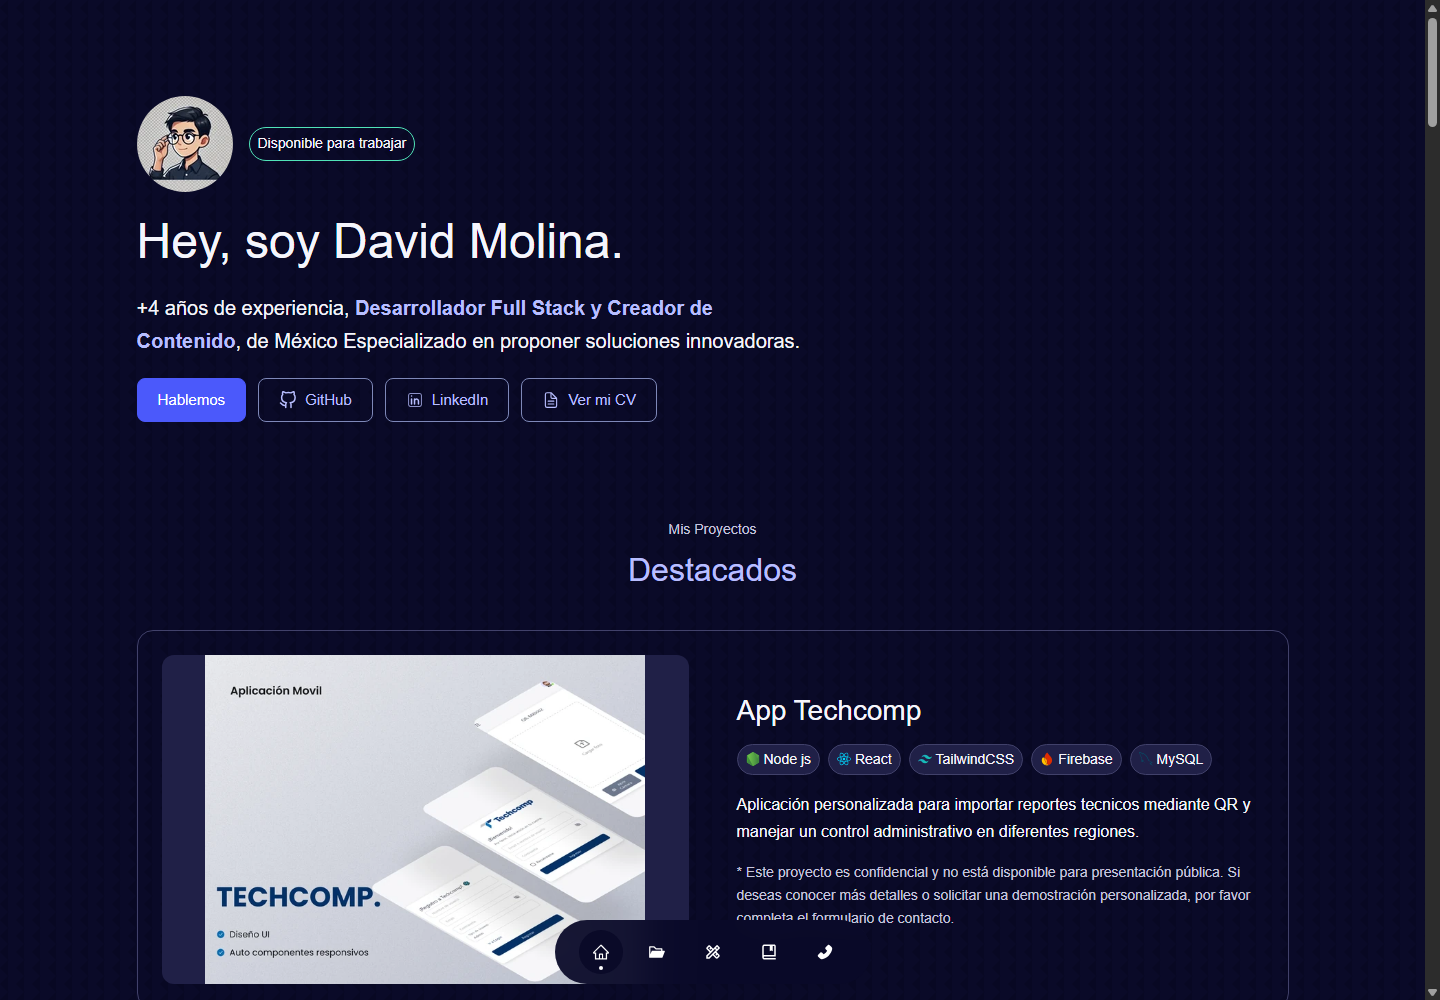 Disponible para trabajar
Hey, soy David Molina.
+4 años de experiencia, Desarrollador Full Stack y Creador de
Contenido, de México Especializado en proponer soluciones innovadoras.
Hablemos
GitHub
LinkedIn
Ver mi CV
Mis Proyectos
Destacados
Aplicación Movil
Techcomp
¡Bienvenido!
TECHCOMP.
Diseño UI
Auto componentes responsivos
App Techcomp
Node js
React
TailwindCSS
Firebase
MySQL
Aplicación personalizada para importar reportes tecnicos mediante QR y
manejar un control administrativo en diferentes regiones.
* Este proyecto es confidencial y no está disponible para presentación pública. Si
deseas conocer más detalles o solicitar una demostración personalizada, por favor
completa el formulario de contacto.